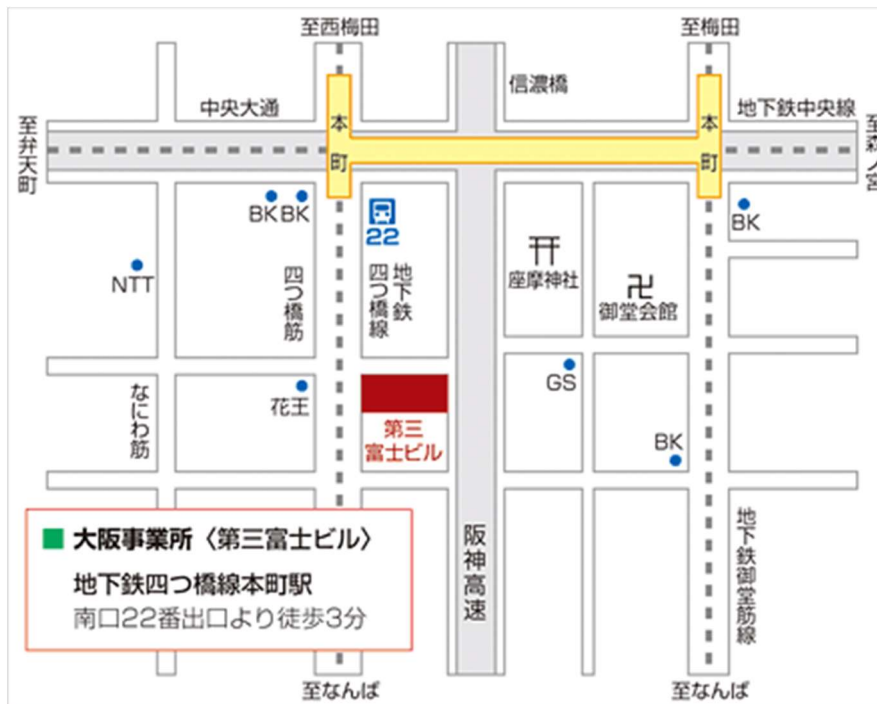 至西梅田
至梅田
信濃橋
中央大通
地下鉄中央線
本町
本町
至弁天町
至森ノ宮
BK
BK
22
BK
NTT
四つ橋筋
地下鉄
四つ橋線
座摩神社
御堂会館
GS
なにわ筋
花王
第三
富士ビル
BK
大阪事業所〈第三富士ビル〉
地下鉄四つ橋線本町駅
南口22番出口より徒歩3分
阪神高速
地下鉄御堂筋線
至なんば
至なんば